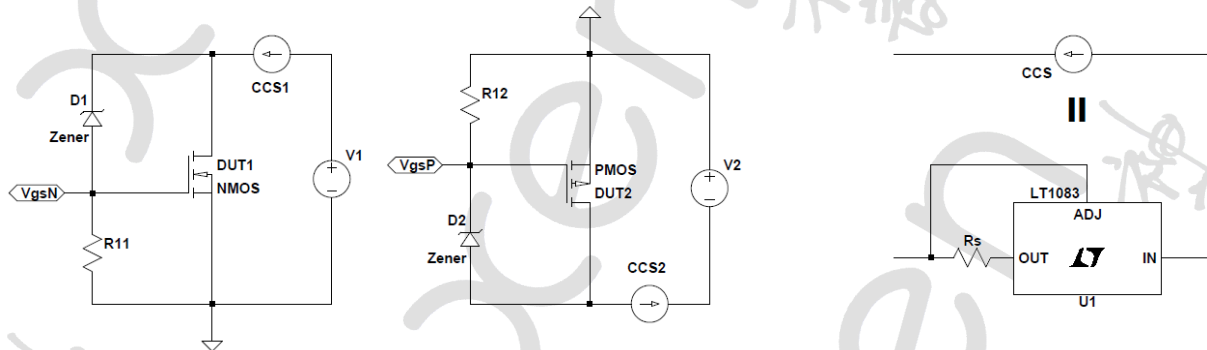 CCS1
D1
Zener
DUT1
NMOS
VgsN
R11
V1
R12
VgsP
PMOS
DUT2
D2
Zener
CCS2
V2
CCS
II
LT1083
ADJ
Rs
OUT
IN
U1
xen